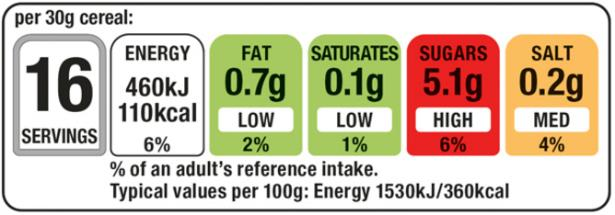 per 30g cereal:
16
SERVINGS
ENERGY
460kJ
110kcal
6%
FAT
0.7g
LOW
2%
SATURATES
0.1g
LOW
1%
SUGARS
5.1g
HIGH
6%
SALT
0.2g
MED
4%
% of an adult's reference intake.
Typical values per 100g: Energy 1530kJ/360kcal